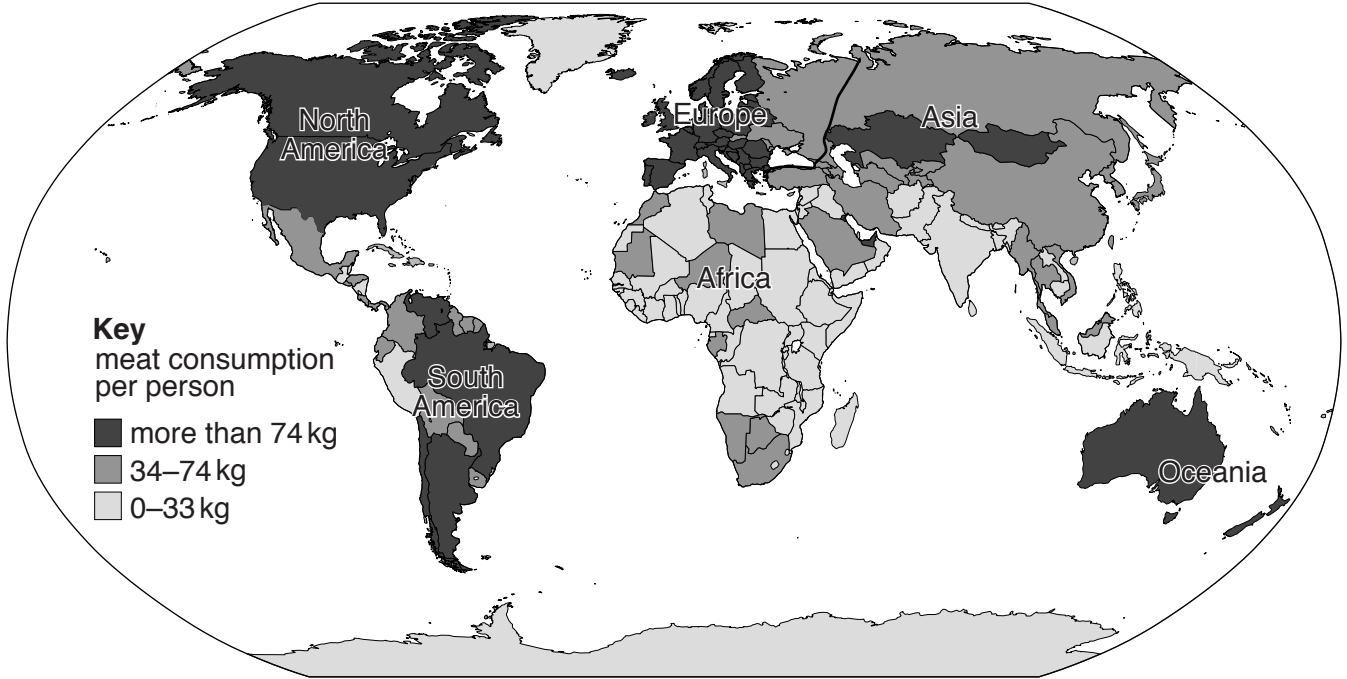 North
America
Europe
Asia
Africa
South
America
Oceania
Key
meat consumption
per person
more than 74 kg
34–74 kg
0–33 kg